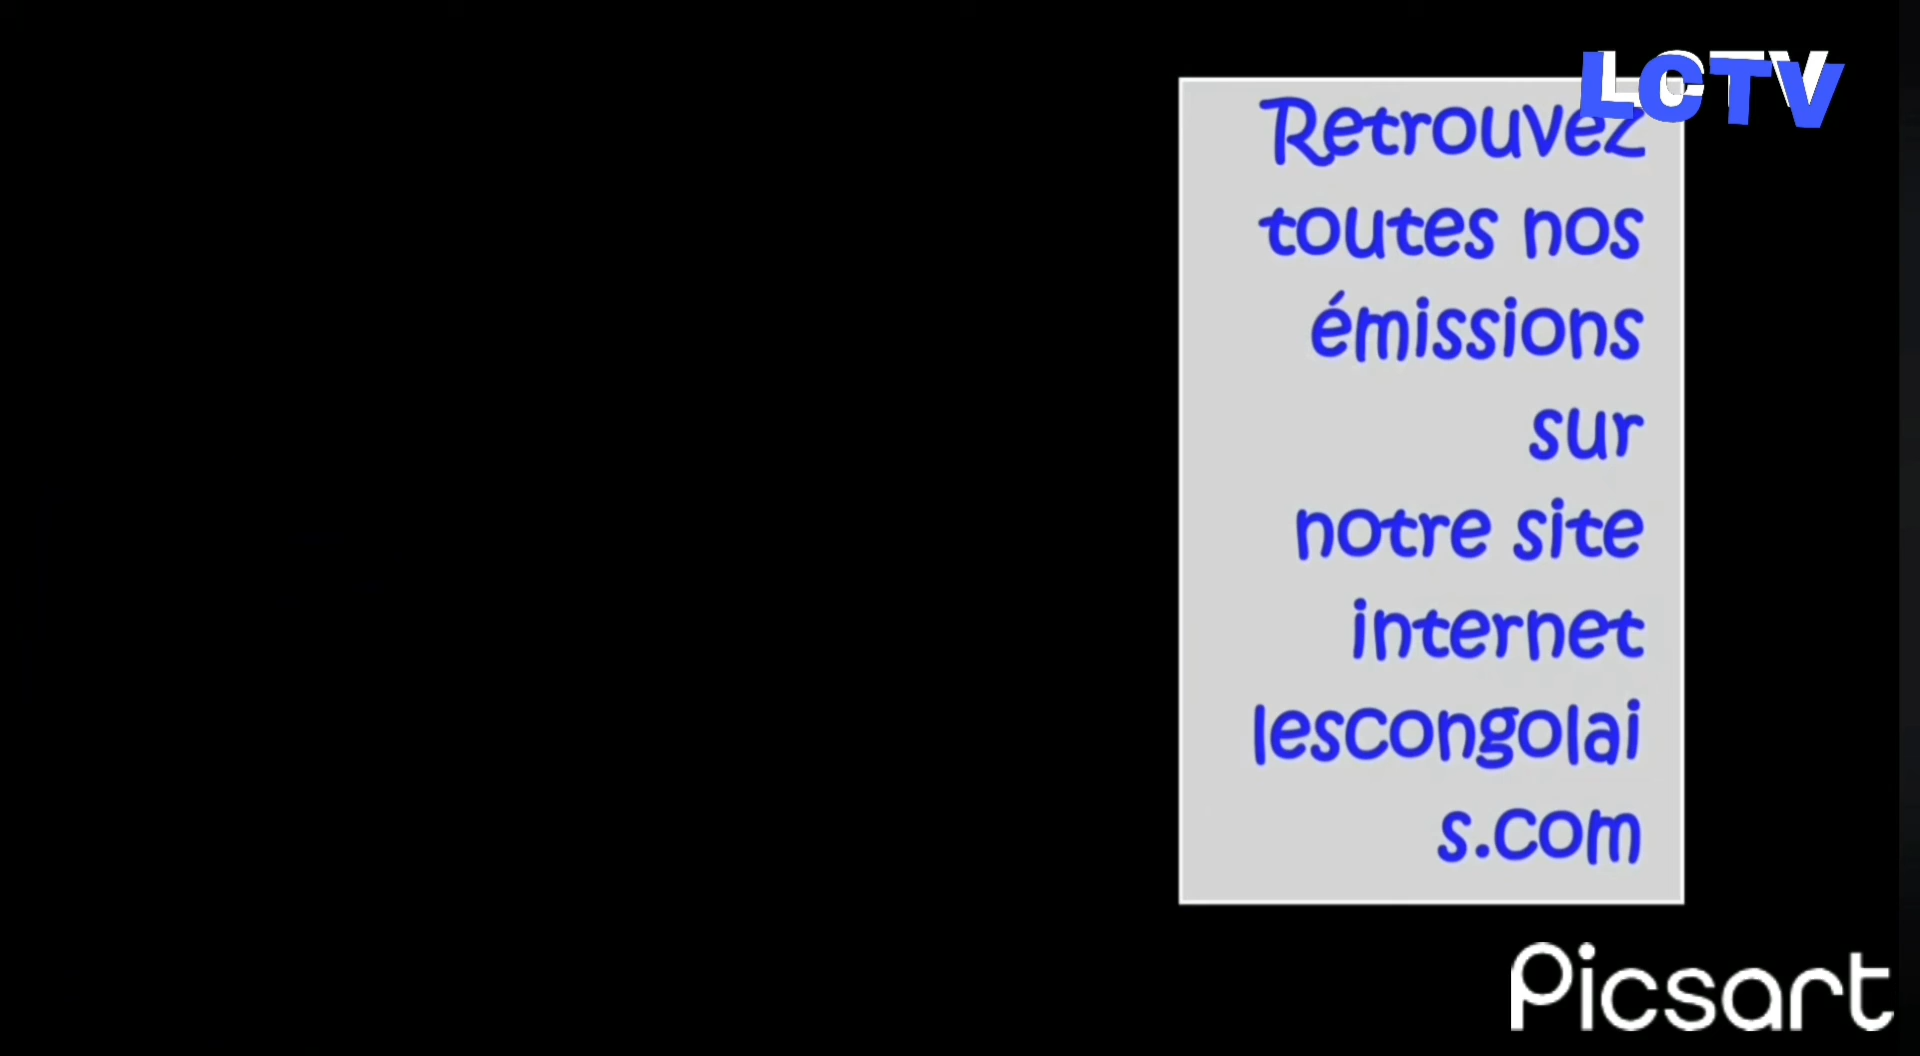 LCTV
Retrouvez
toutes nos
émissions
sur
notre site
internet
lescongolai
s.com
Picsart